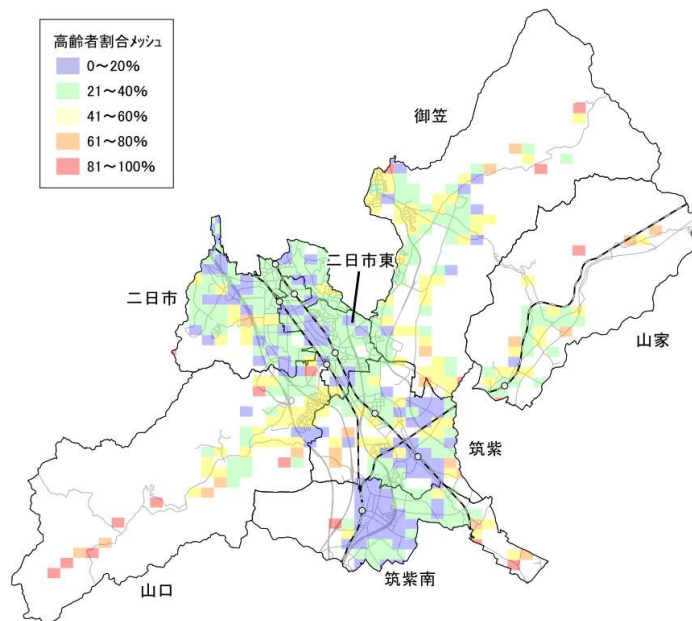 高齢者割合メッシュ
0～20%
21～40%
41～60%
61～80%
81～100%
御笠
二日市東
二日市
山家
筑紫
山口
筑紫南